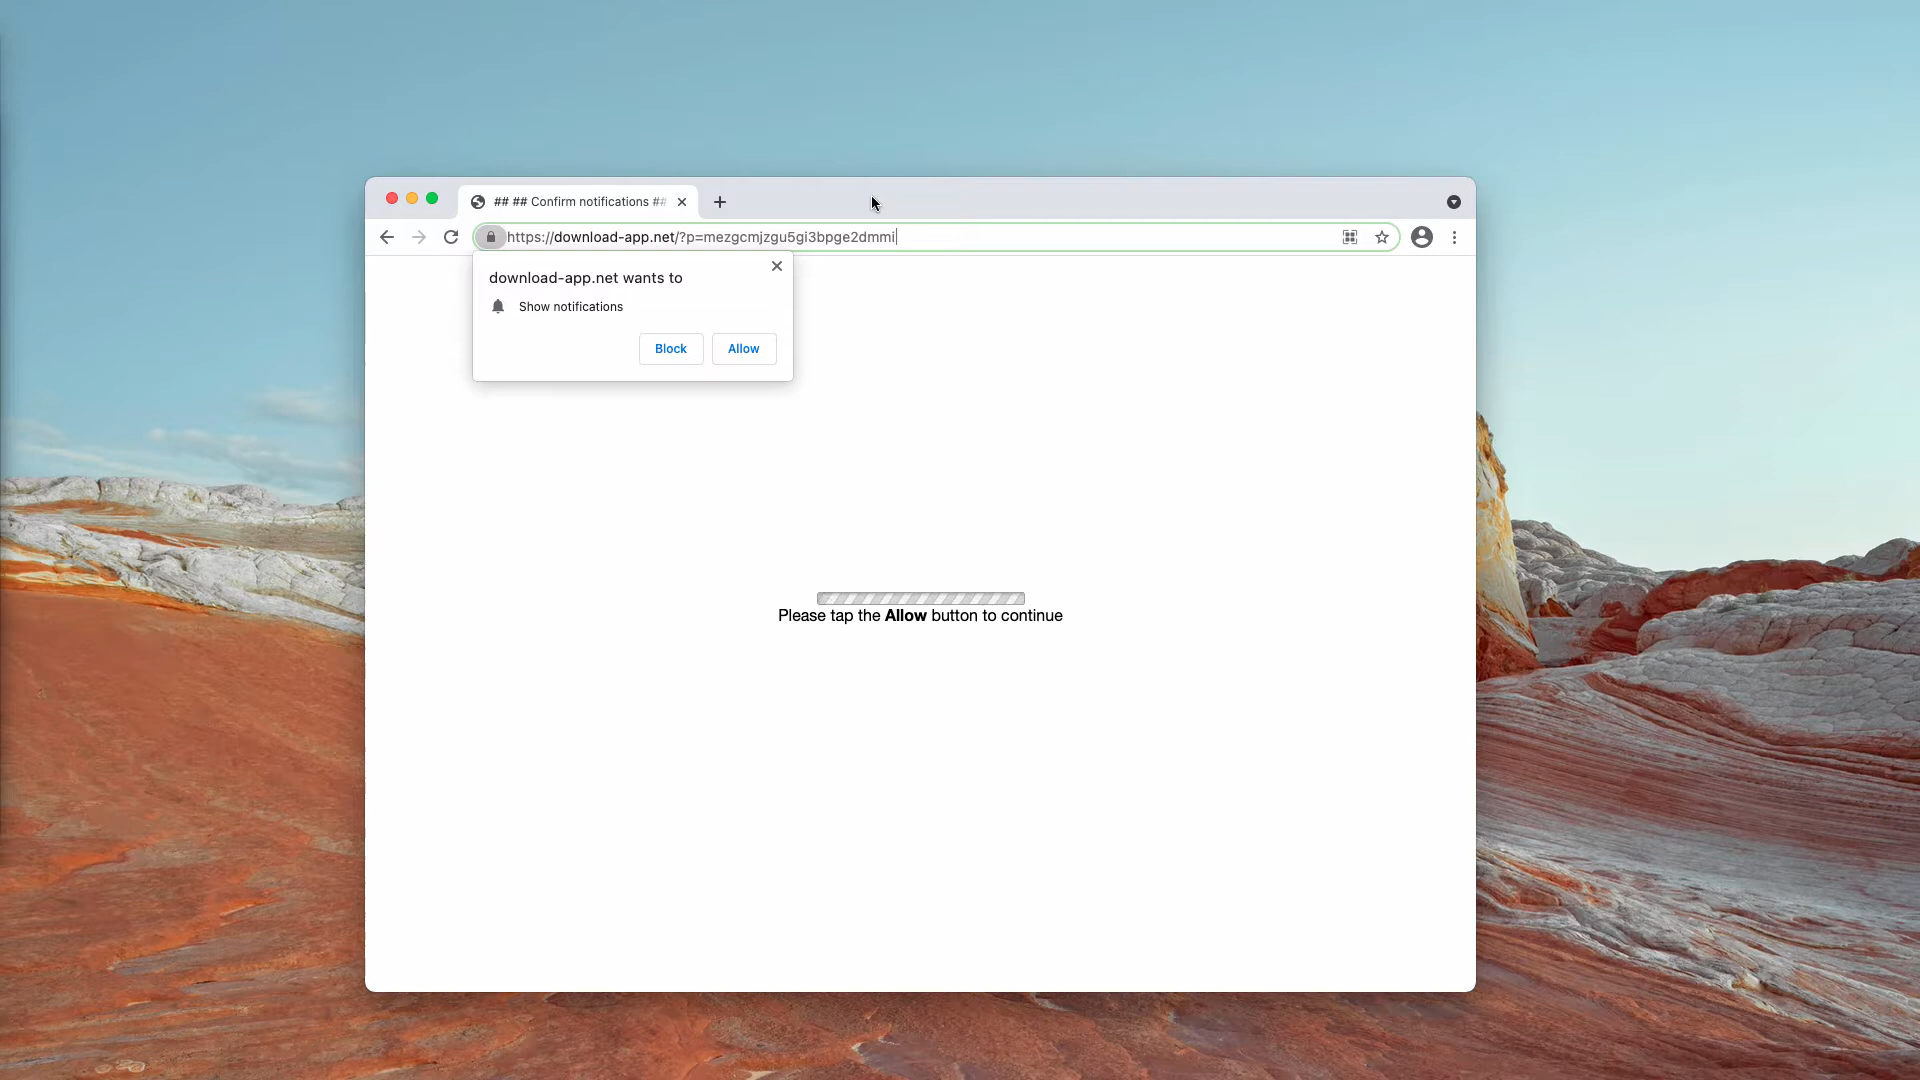 ## ## Confirm notifications ##
https://download-app.net/?p=mezgcmjzgu5gi3bpge2dmmi
download-app.net wants to
Show notifications
Block Allow
Please tap the Allow button to continue